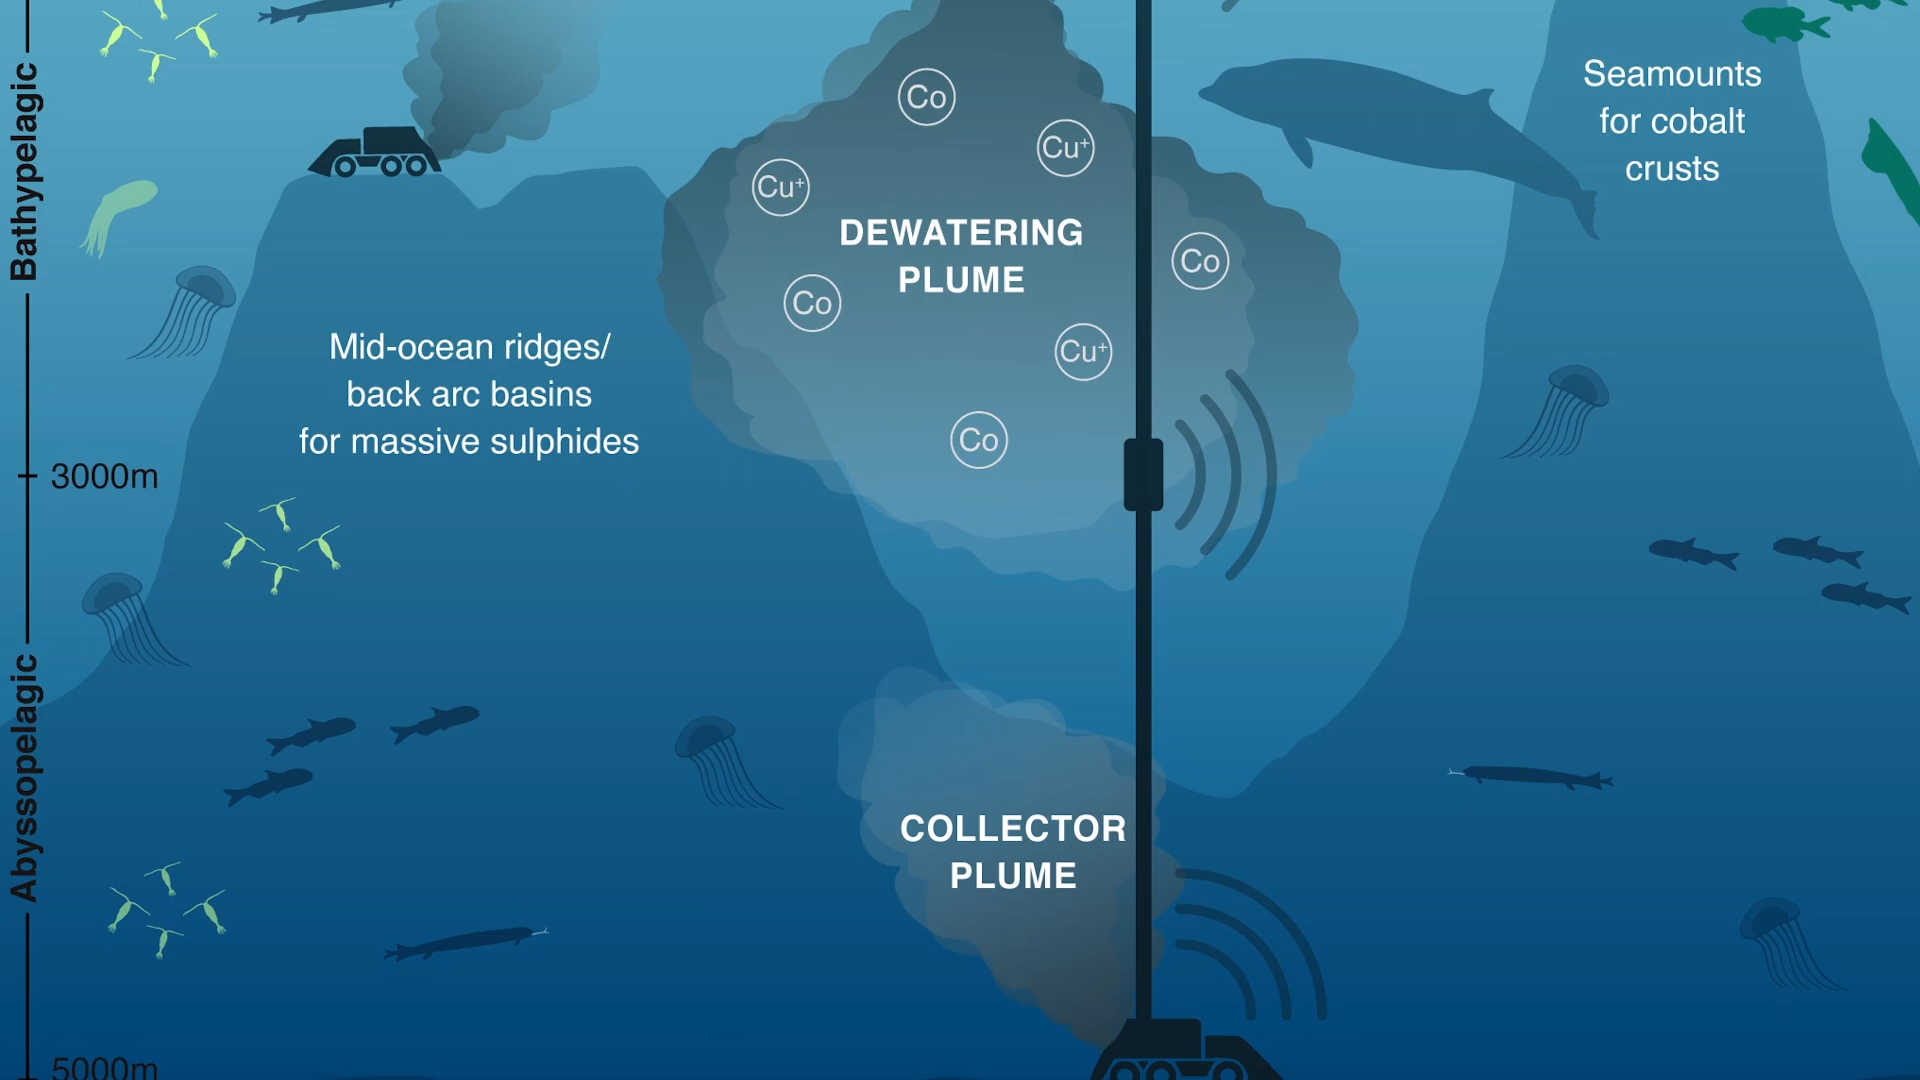 Bathypelagic
Seamounts
for cobalt
crusts
Co
Cu+
Cu+
DEWATERING
PLUME
Co
Co
Cu+
Co
Mid-ocean ridges/
back arc basins
for massive sulphides
3000m
Abyssopelagic
COLLECTOR
PLUME
5000m